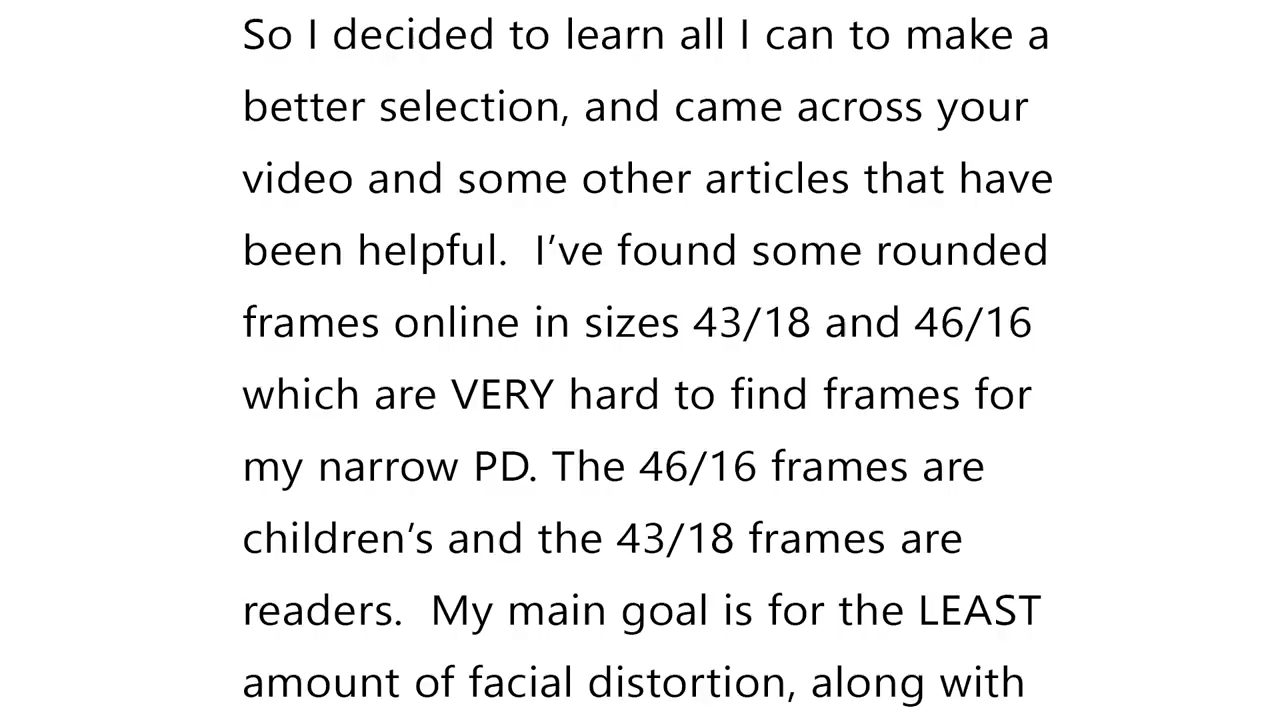 So I decided to learn all I can to make a
better selection, and came across your
video and some other articles that have
been helpful.  I’ve found some rounded
frames online in sizes 43/18 and 46/16
which are VERY hard to find frames for
my narrow PD. The 46/16 frames are
children’s and the 43/18 frames are
readers.  My main goal is for the LEAST
amount of facial distortion, along with